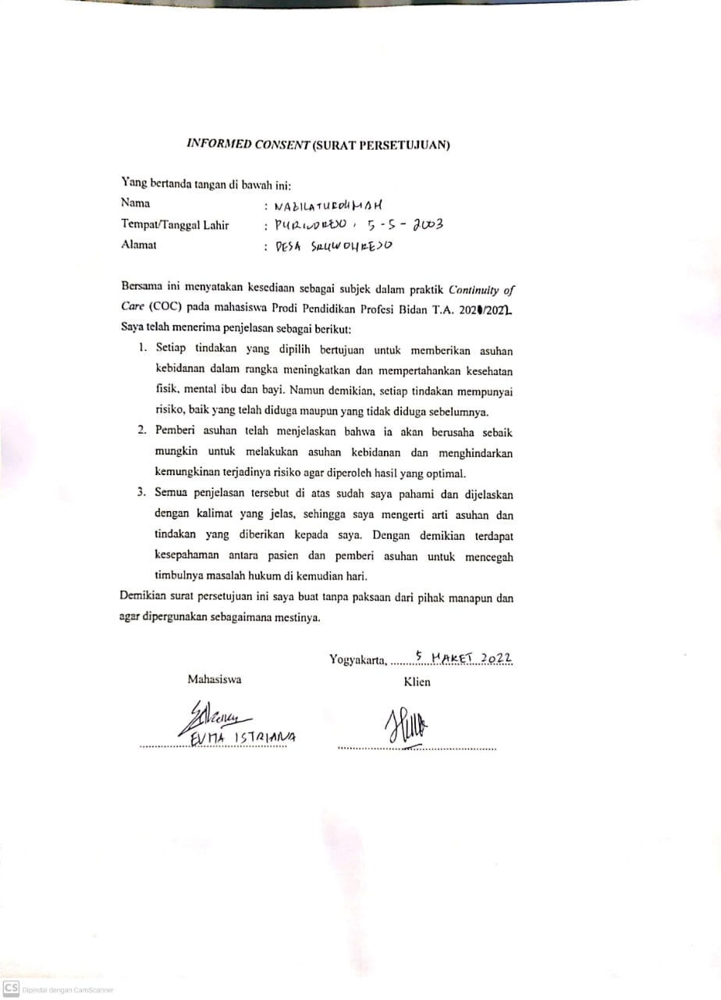 INFORMED CONSENT (SURAT PERSETUJUAN)
Yang bertanda tangan di bawah ini:
Nama : NAZILATUROHMAH
Tempat/Tanggal Lahir : PURWOREJO, 5-5-2003
Alamat : DESA
Bersama ini menyatakan kesediaan sebagai subjek dalam praktik Continuity of
Care (COC) pada mahasiswa Prodi Pendidikan Profesi Bidan T.A. 2021/2022
Saya telah menerima penjelasan sebagai berikut:
1. Setiap tindakan yang dipilih bertujuan untuk memberikan asuhan
kebidanan dalam rangka meningkatkan dan mempertahankan kesehatan
fisik, mental ibu dan bayi. Namun demikian, setiap tindakan mempunyai
risiko, baik yang telah diduga maupun yang tidak diduga sebelumnya.
2. Pemberi asuhan telah menjelaskan bahwa ia akan berusaha sebaik
mungkin untuk melakukan asuhan kebidanan dan menghindarkan
kemungkinan terjadinya risiko agar diperoleh hasil yang optimal.
3. Semua penjelasan tersebut di atas sudah saya pahami dan dijelaskan
dengan kalimat yang jelas, sehingga saya mengerti arti asuhan dan
tindakan yang diberikan kepada saya. Dengan demikian terdapat
kesepahaman antara pasien dan pemberi asuhan untuk mencegah
timbulnya masalah hukum di kemudian hari.
Demikian surat persetujuan ini saya buat tanpa paksaan dari pihak manapun dan
agar dipergunakan sebagaimana mestinya.
Yogyakarta, 5 MARET 2022
Mahasiswa Klien
EVMA ISTRIANA
CS Dipindai dengan CamScanner